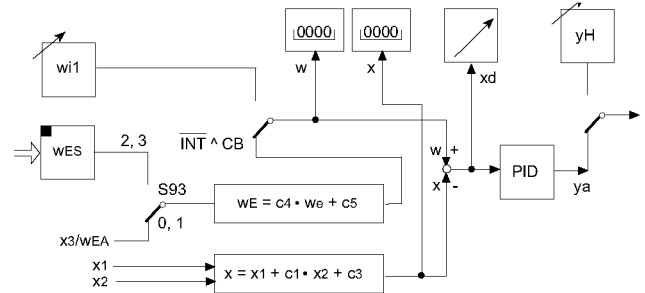 0000
0000
wi1
yH
w
x
xd
wES
2, 3
INT ^ CB
w +
x -
PID
ya
S93
wE = c4 • we + c5
0, 1
x3/wEA
x1
x2
x = x1 + c1 • x2 + c3